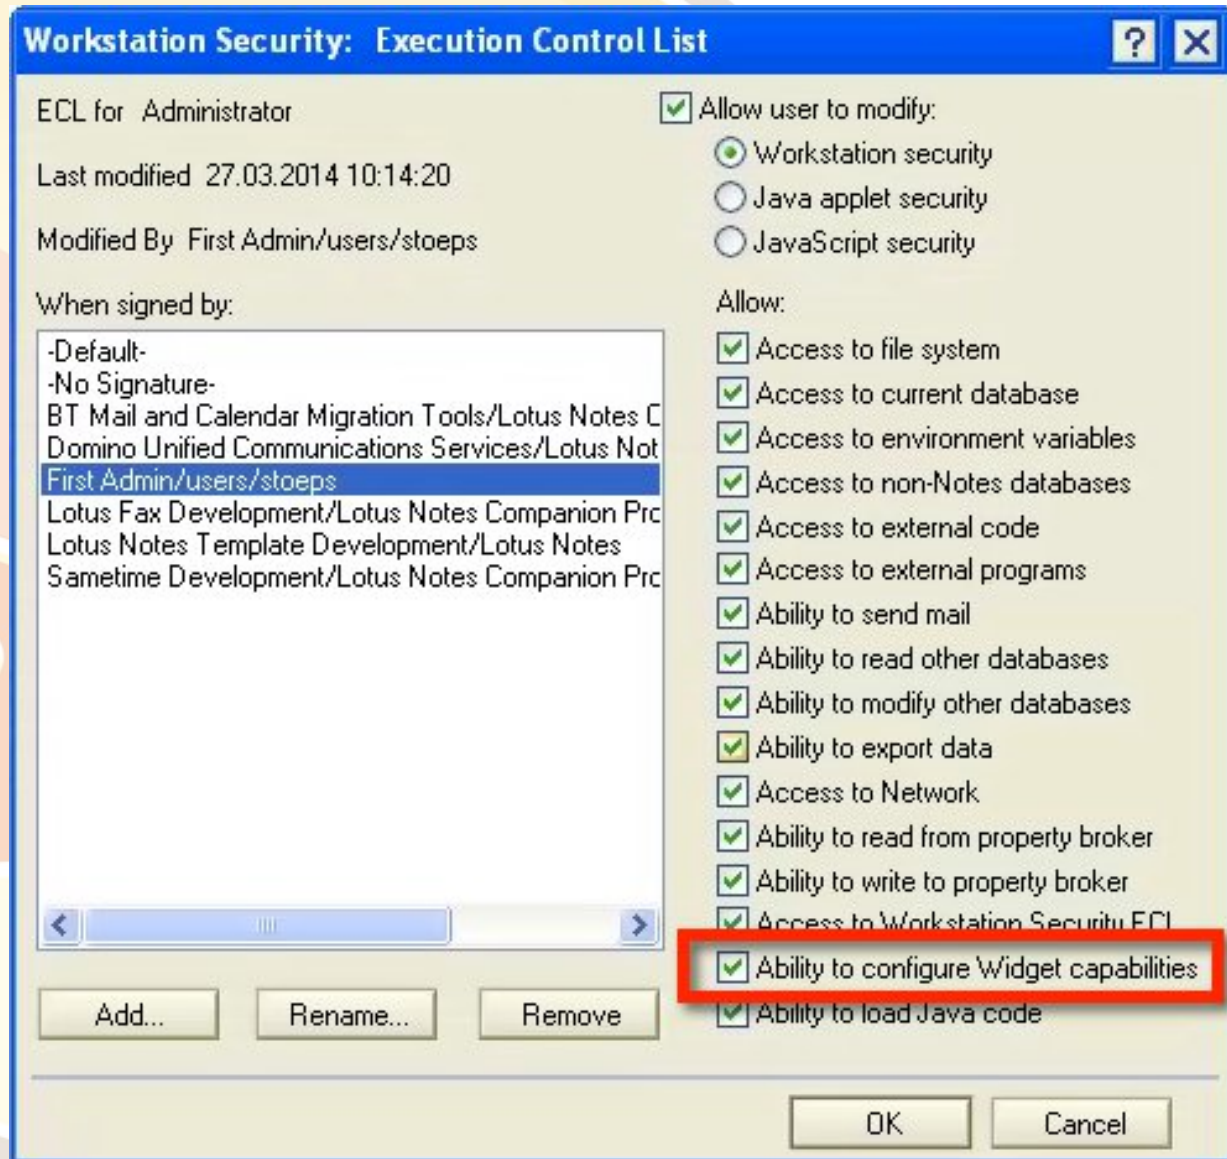 Workstation Security: Execution Control List
ECL for Administrator
Last modified 27.03.2014 10:14:20
Modified By First Admin/users/stoeps
When signed by:
-Default-
-No Signature-
BT Mail and Calendar Migration Tools/Lotus Notes C
Domino Unified Communications Services/Lotus Not
First Admin/users/stoeps
Lotus Fax Development/Lotus Notes Companion Pro
Lotus Notes Template Development/Lotus Notes
Sametime Development/Lotus Notes Companion Pro
Add...
Rename...
Remove
Allow user to modify:
Workstation security
Java applet security
JavaScript security
Allow:
Access to file system
Access to current database
Access to environment variables
Access to non-Notes databases
Access to external code
Access to external programs
Ability to send mail
Ability to read other databases
Ability to modify other databases
Ability to export data
Access to Network
Ability to read from property broker
Ability to write to property broker
Access to Workstation Security ECL
Ability to configure Widget capabilities
Ability to load Java code
OK
Cancel